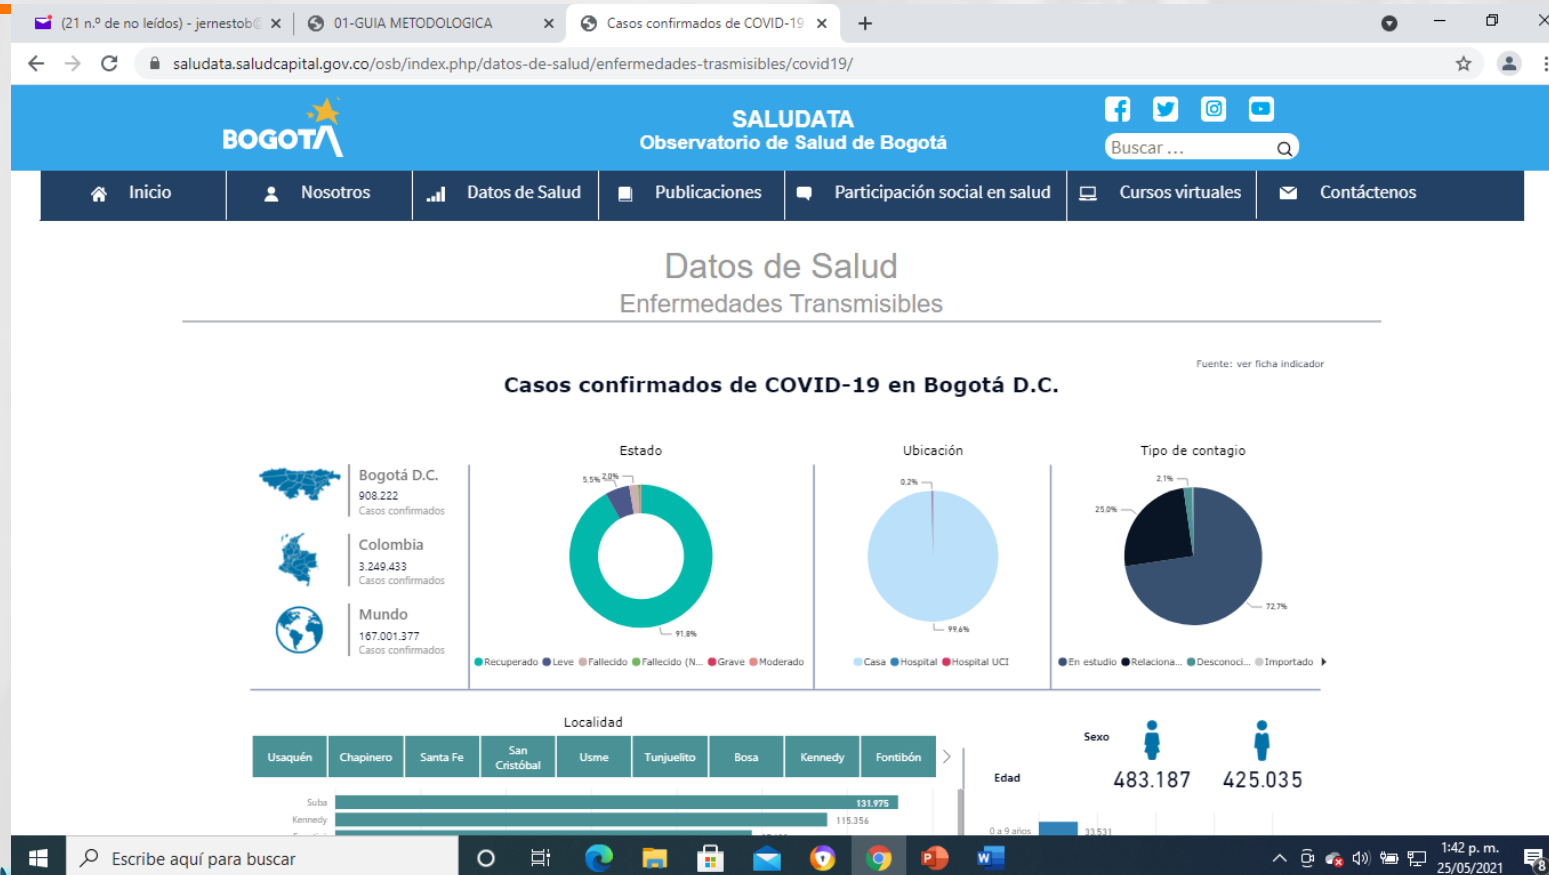 (21 n.º de no leídos) - jernestob@
01-GUIA METODOLOGICA
Casos confirmados de COVID-19
saludata.saludcapital.gov.co/osb/index.php/datos-de-salud/enfermedades-trasmisibles/covid19/
BOGOTÁ
SALUDATA
Observatorio de Salud de Bogotá
Buscar ...
Inicio
Nosotros
Datos de Salud
Publicaciones
Participación social en salud
Cursos virtuales
Contáctenos
Datos de Salud
Enfermedades Transmisibles
Fuente: ver ficha indicador
Casos confirmados de COVID-19 en Bogotá D.C.
Bogotá D.C.
908.222
Casos confirmados
Colombia
3.249.433
Casos confirmados
Mundo
167.001.377
Casos confirmados
Estado
5.5% 2,0%
91,8%
Recuperado Leve Fallecido Fallecido (N... Grave Moderado
Ubicación
0.2%
99,6%
Casa Hospital Hospital UCI
Tipo de contagio
2,1%
25,0%
72,7%
En estudio Relaciona... Desconoci... Importado
Localidad
Usaquén
Chapinero
Santa Fe
San Cristóbal
Usme
Tunjuelito
Bosa
Kennedy
Fontibón
Suba 131.975
Kennedy 115.356
Sexo
483.187 425.035
Edad
0 a 9 años 33.531
Escribe aquí para buscar
1:42 p. m.
25/05/2021
8